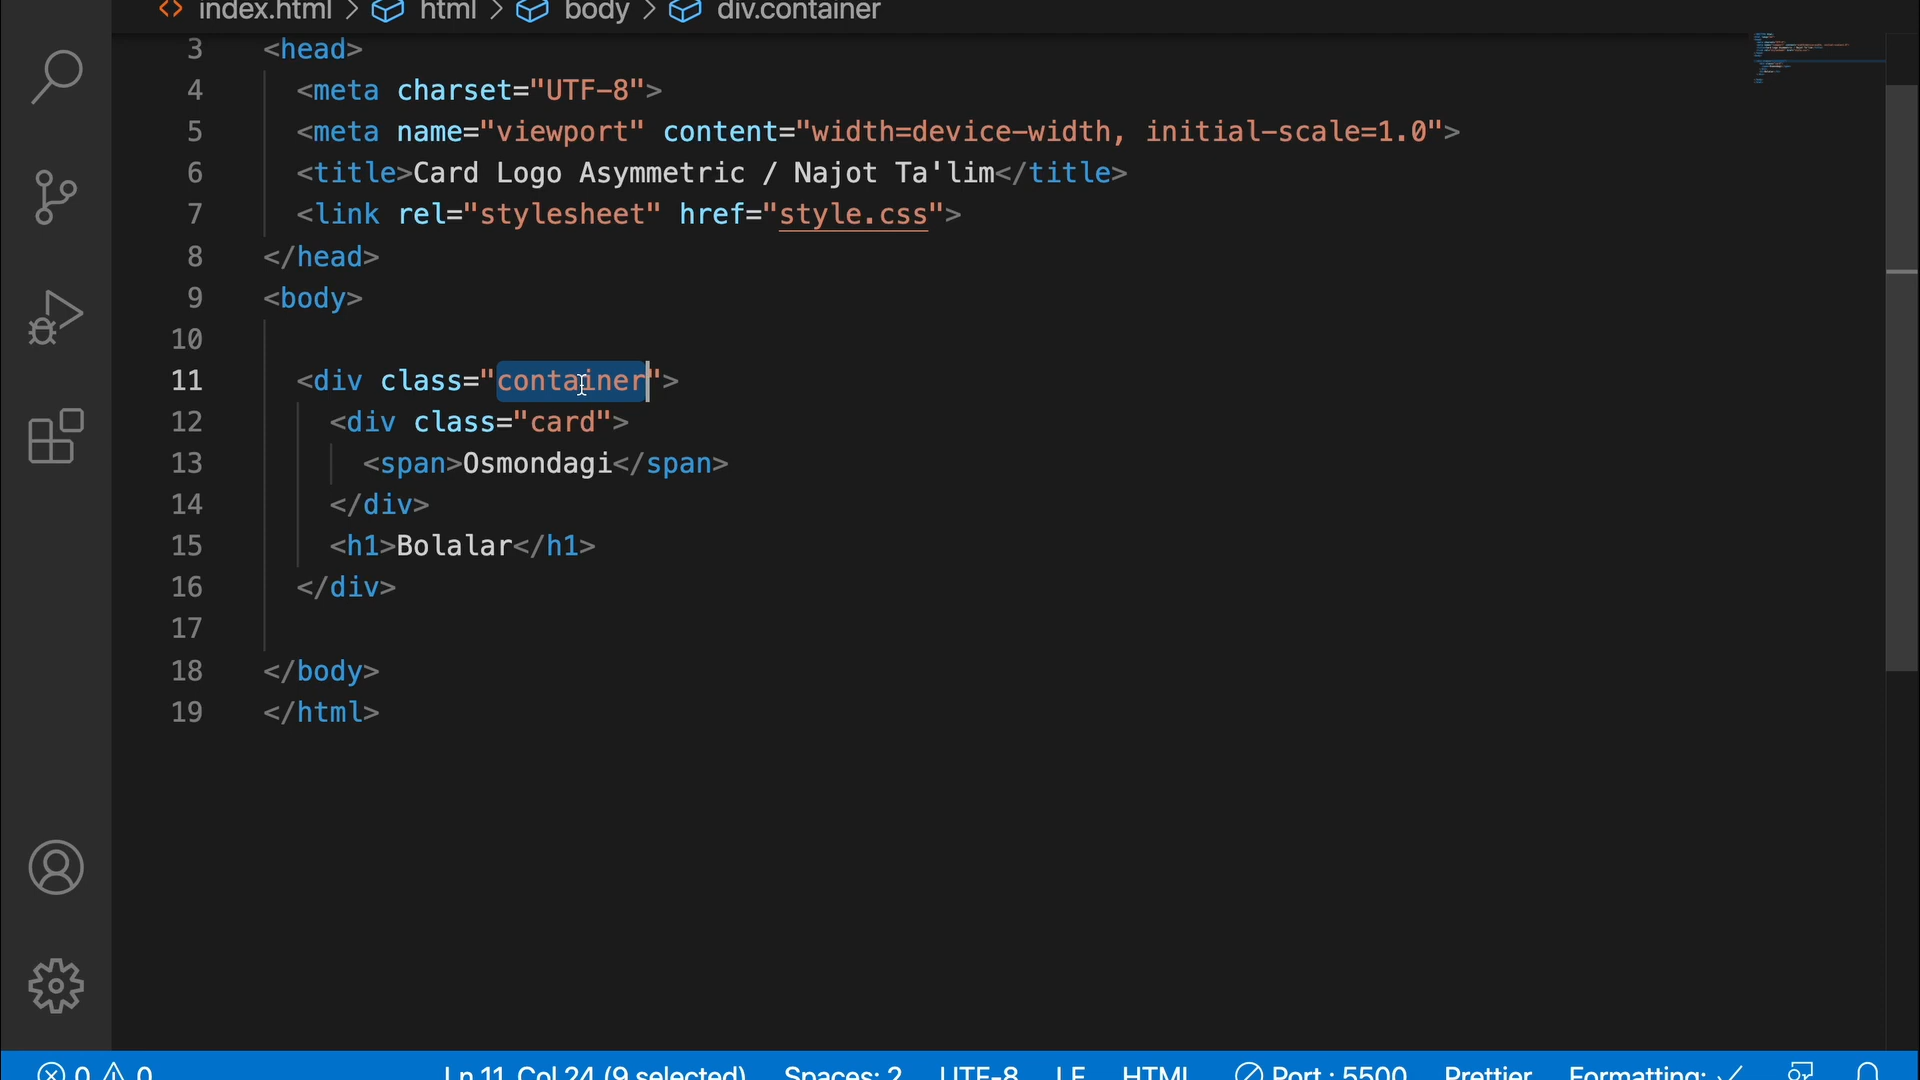 index.html > html > body > div.container
3 <head>
4 <meta charset="UTF-8">
5 <meta name="viewport" content="width=device-width, initial-scale=1.0">
6 <title>Card Logo Asymmetric / Najot Ta'lim</title>
7 <link rel="stylesheet" href="style.css">
8 </head>
9 <body>
10
11 <div class="container">
12 <div class="card">
13 <span>Osmondagi</span>
14 </div>
15 <h1>Bolalar</h1>
16 </div>
17
18 </body>
19 </html>
0 0 Ln 11, Col 24 (9 selected) Spaces: 2 UTF-8 LF HTML Port : 5500 Prettier Formatting: ✓